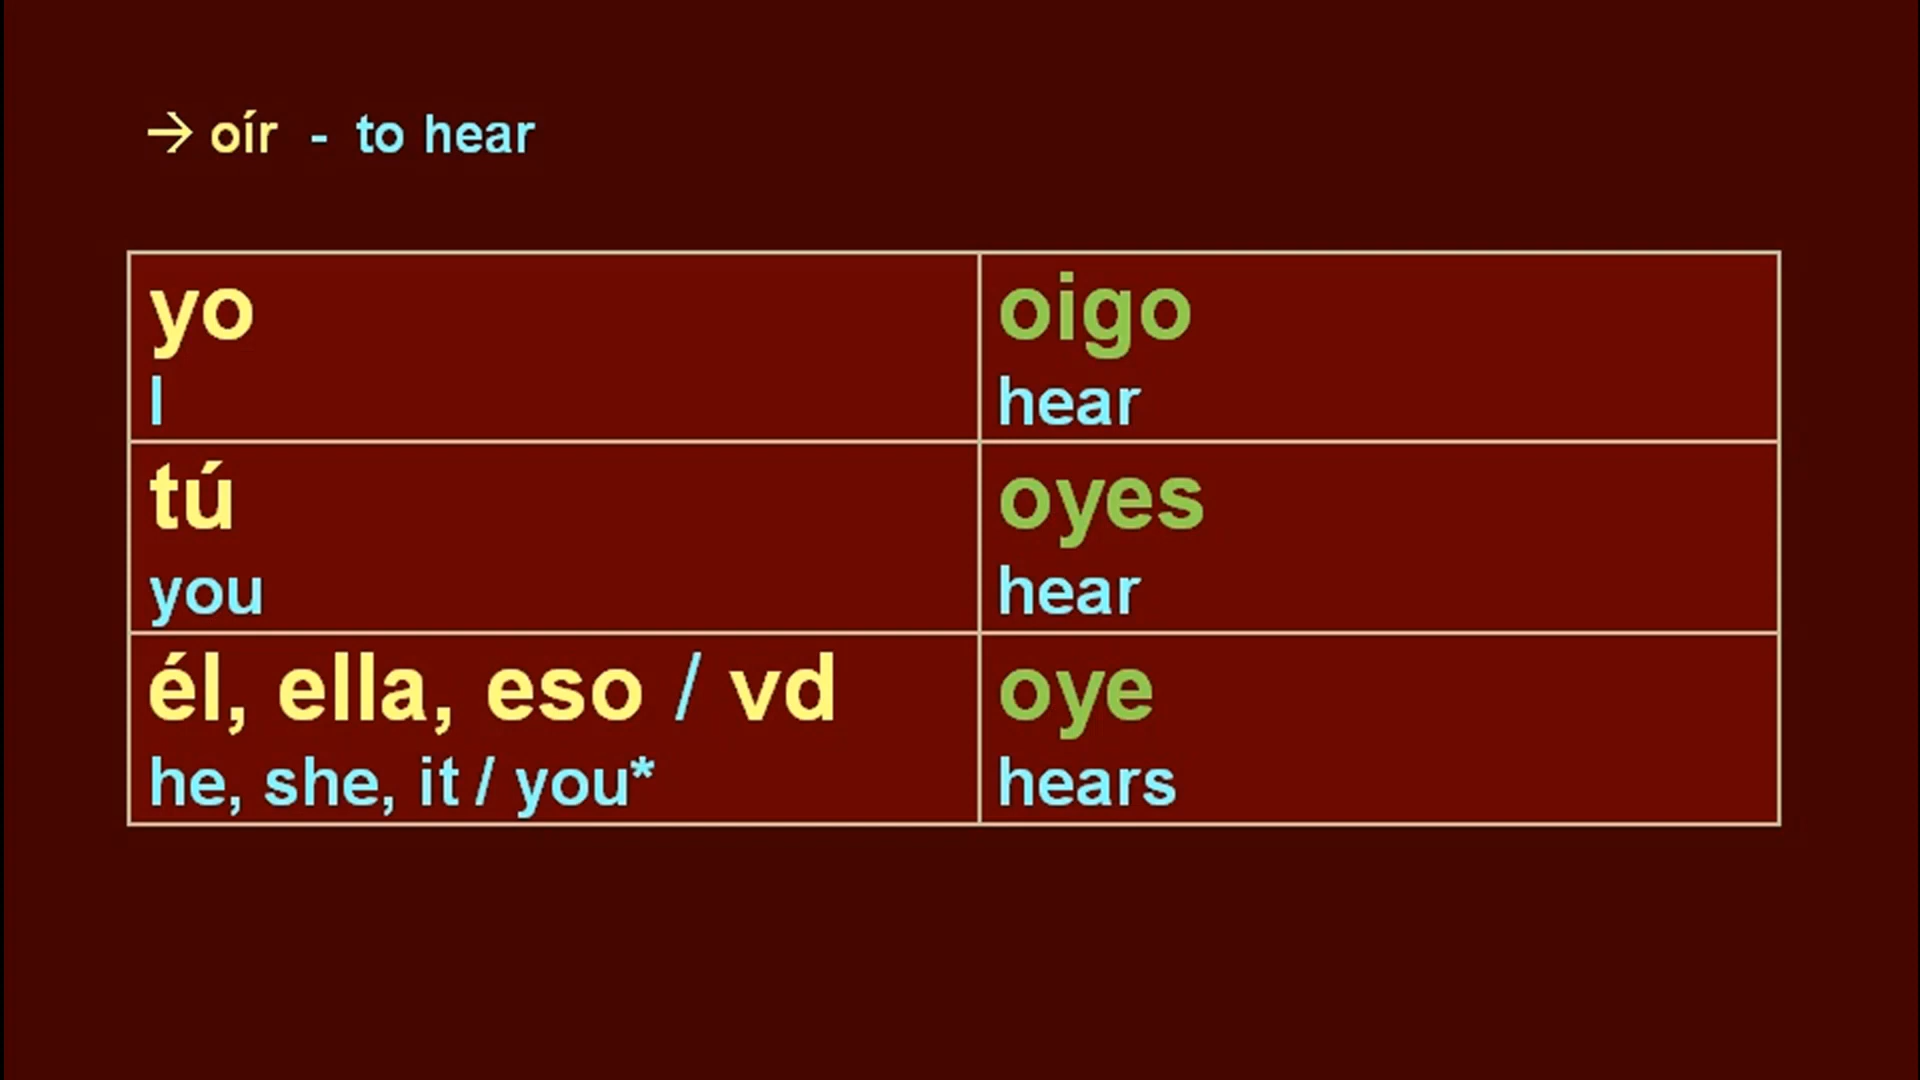 → oír - to hear
yo oigo
I hear
tú oyes
you hear
él, ella, eso / vd oye
he, she, it / you* hears